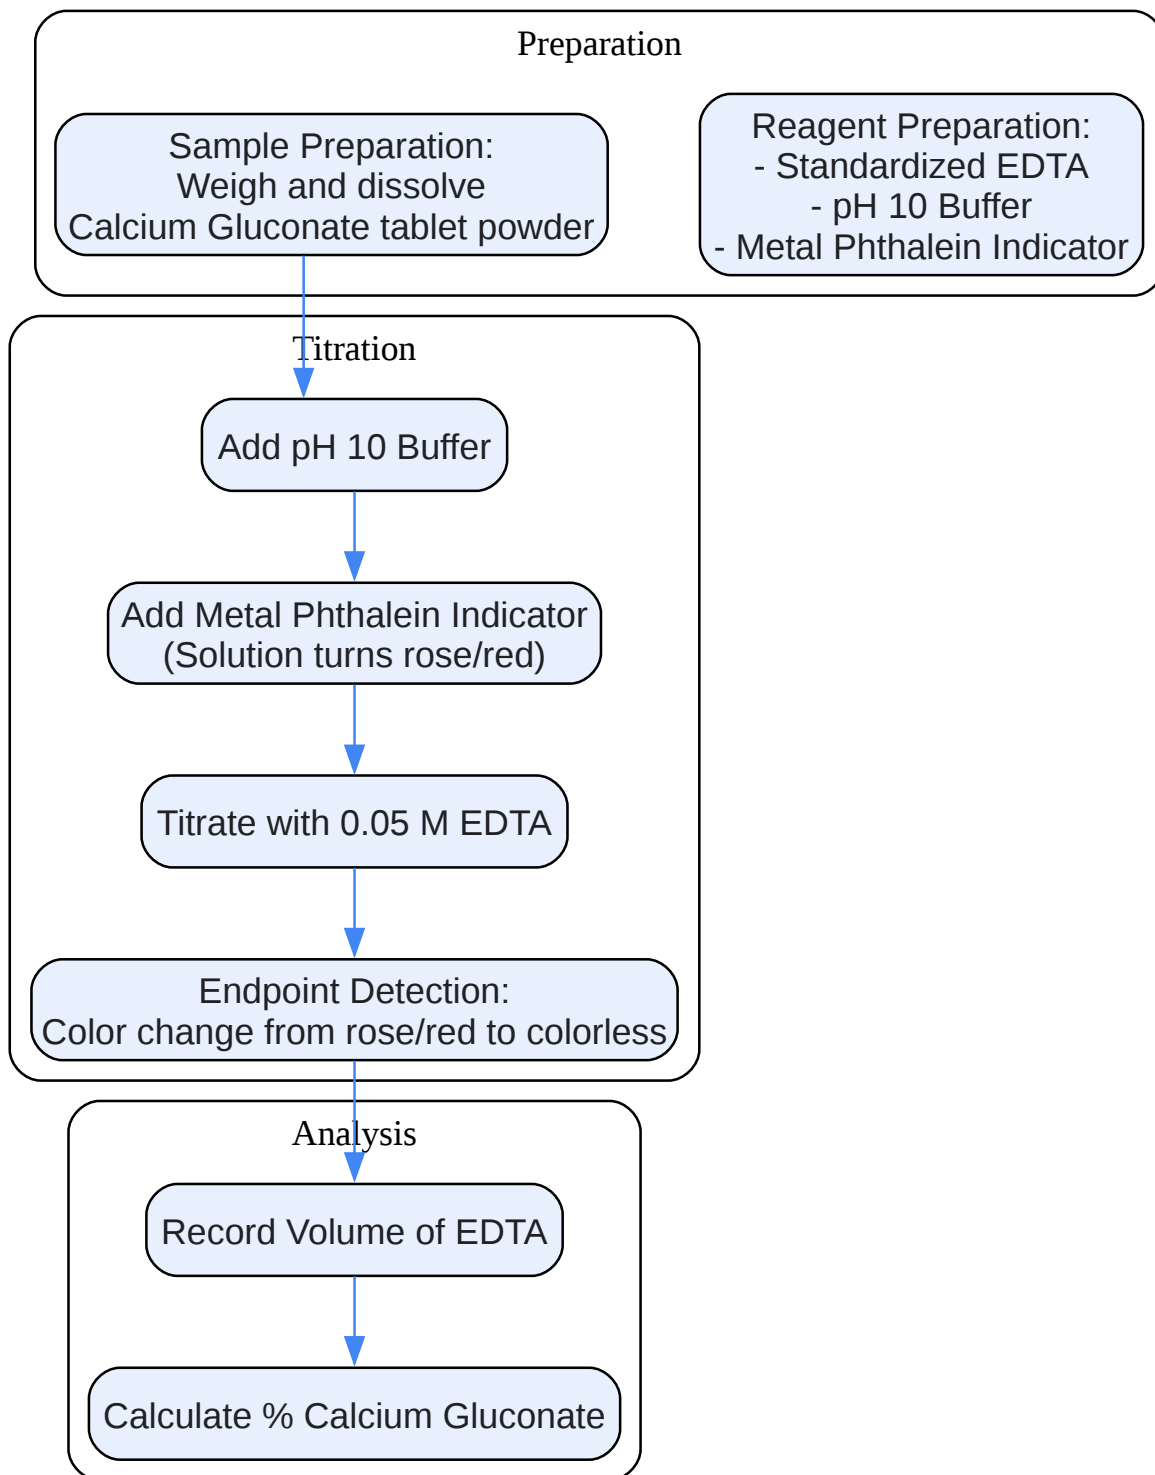 Preparation
Sample Preparation:
Weigh and dissolve
Calcium Gluconate tablet powder
Reagent Preparation:
- Standardized EDTA
- pH 10 Buffer
- Metal Phthalein Indicator
Titration
Add pH 10 Buffer
Add Metal Phthalein Indicator
(Solution turns rose/red)
Titrate with 0.05 M EDTA
Endpoint Detection:
Color change from rose/red to colorless
Analysis
Record Volume of EDTA
Calculate % Calcium Gluconate